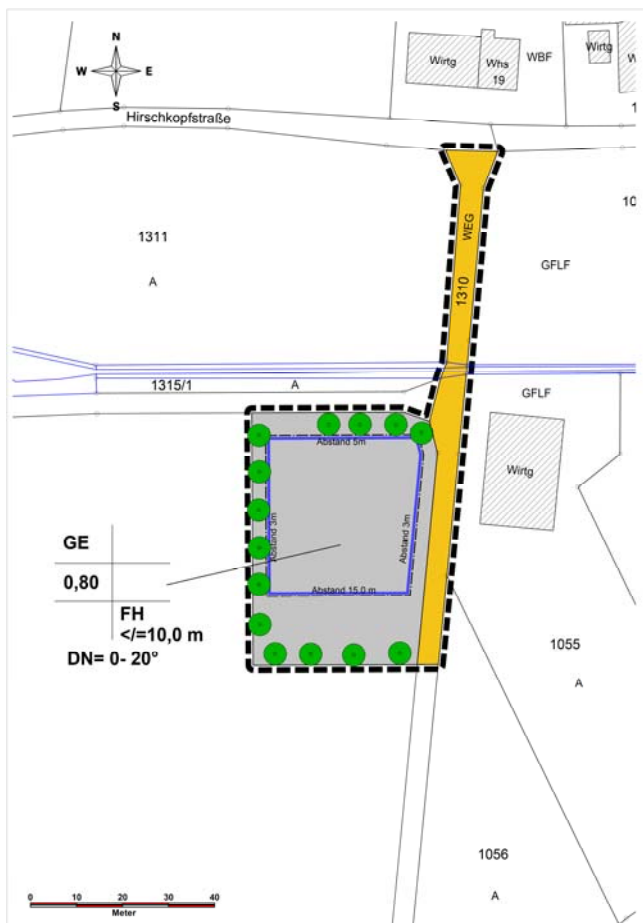 N
W E
S
Hirschkopfstraße
Wirtg
Whs
19
WBF
Wirtg
W
1
1311
A
WEG
1310
10
GFLF
1315/1
A
GFLF
Wirtg
Abstand 5m
Abstand 3m
Abstand 3m
Abstand 15.0 m
GE
0,80
FH
</=10,0 m
DN= 0- 20°
1055
A
1056
A
0 10 20 30 40
Meter